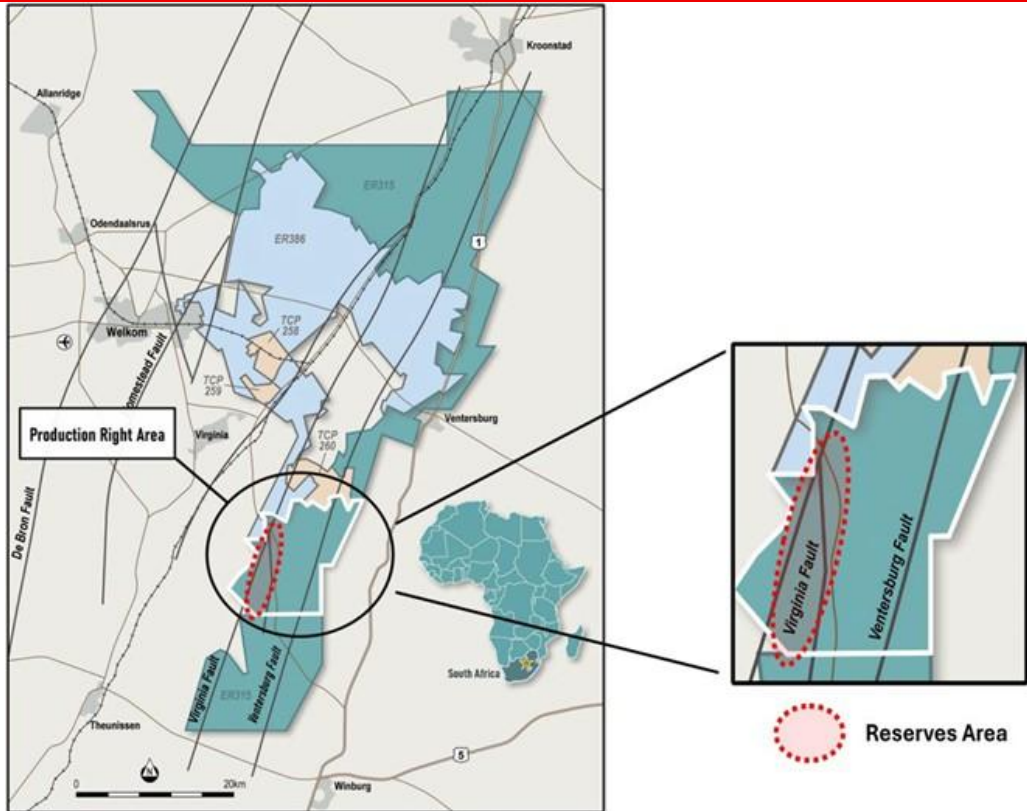 Kroonstad
Allanridge
ER315
Odendaalsrus
ER386
1
Welkom
TCP
258
TCP
259
omestead Fault
Production Right Area
Virginia
TCP
260
Ventersburg
De Bron Fault
Virginia Fault
Ventersburg Fault
South Africa
ER315
Theunissen
N
0
20km
5
Winburg
Virginia Fault
Ventersburg Fault
Reserves Area